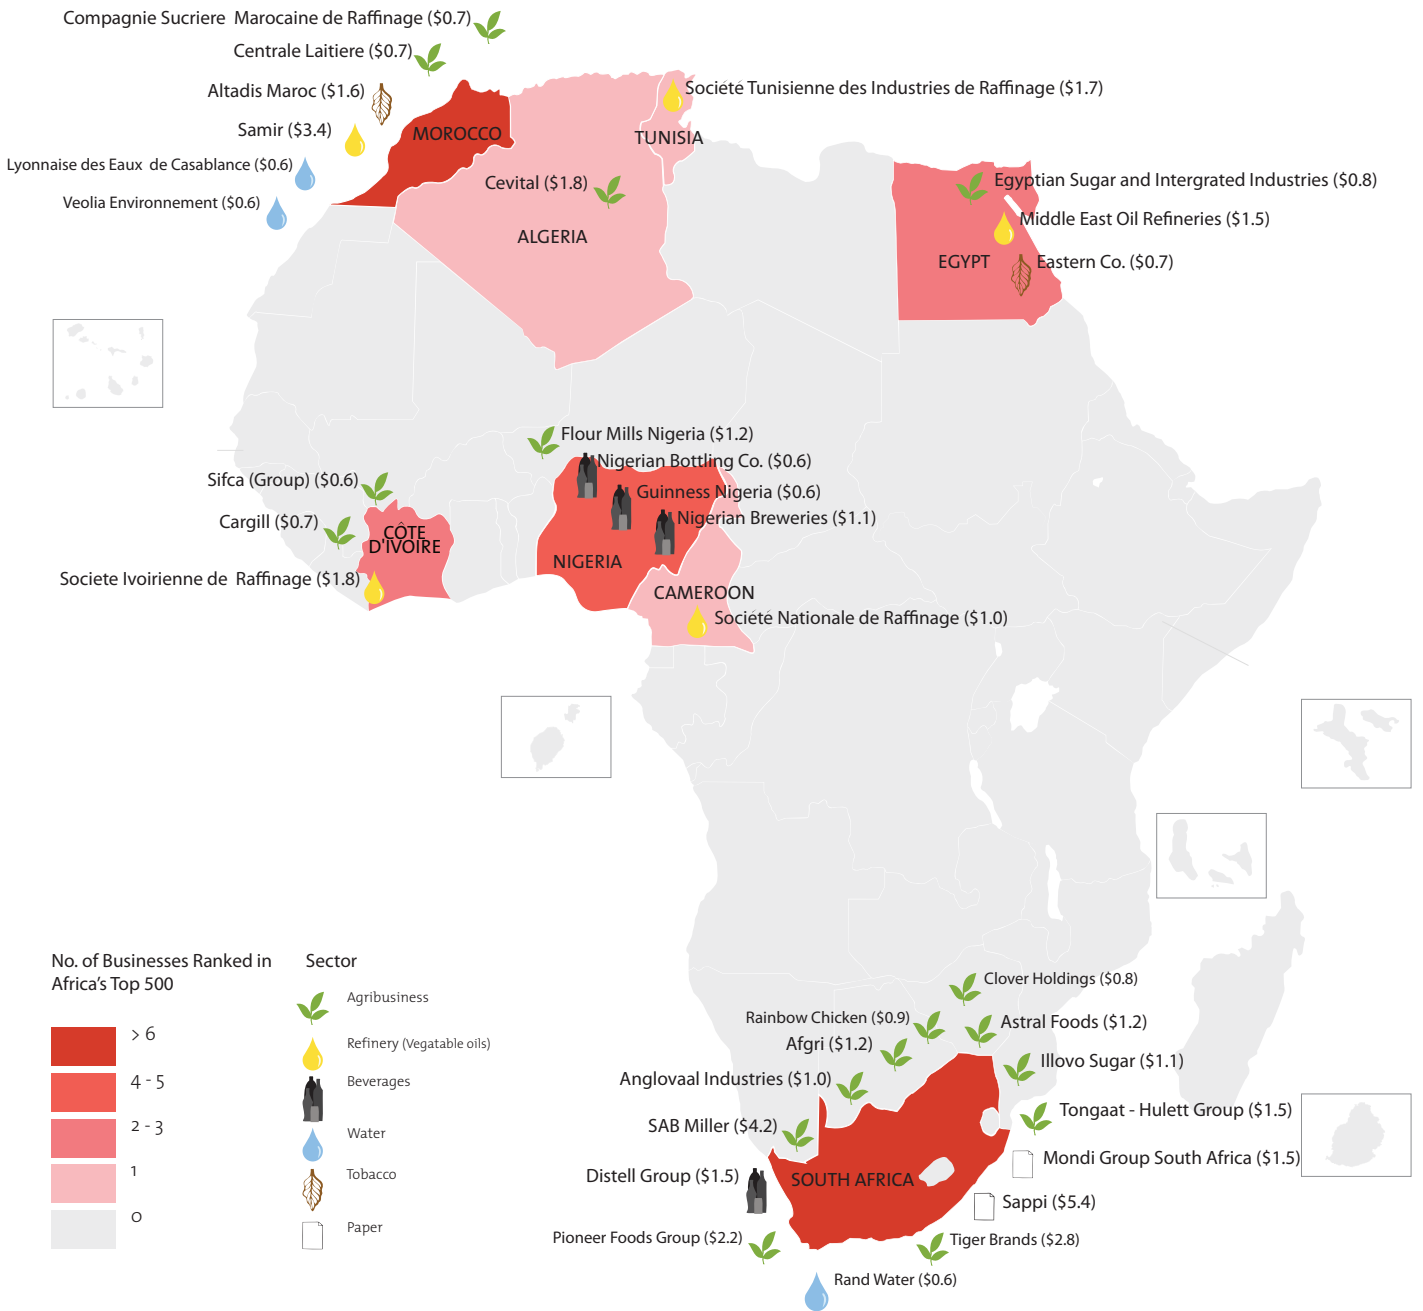 Compagnie Sucriere Marocaine de Raffinage ($0.7)
Centrale Laitiere ($0.7)
Altadis Maroc ($1.6)
Samir ($3.4)
Lyonnaise des Eaux de Casablance ($0.6)
Veolia Environnement ($0.6)
MOROCCO
Société Tunisienne des Industries de Raffinage ($1.7)
TUNISIA
Cevital ($1.8)
ALGERIA
Egyptian Sugar and Intergrated Industries ($0.8)
Middle East Oil Refineries ($1.5)
EGYPT
Eastern Co. ($0.7)
Flour Mills Nigeria ($1.2)
Nigerian Bottling Co. ($0.6)
Guinness Nigeria ($0.6)
Nigerian Breweries ($1.1)
NIGERIA
Sifca (Group) ($0.6)
Cargill ($0.7)
CÔTE
D'IVOIRE
Societe Ivoirienne de Raffinage ($1.8)
CAMEROON
Société Nationale de Raffinage ($1.0)
No. of Businesses Ranked in
Africa's Top 500
> 6
4 - 5
2 - 3
1
0
Sector
Agribusiness
Refinery (Vegatable oils)
Beverages
Water
Tobacco
Paper
Clover Holdings ($0.8)
Rainbow Chicken ($0.9)
Astral Foods ($1.2)
Afgri ($1.2)
Illovo Sugar ($1.1)
Anglovaal Industries ($1.0)
Tongaat - Hulett Group ($1.5)
SAB Miller ($4.2)
Mondi Group South Africa ($1.5)
Distell Group ($1.5)
SOUTH AFRICA
Sappi ($5.4)
Pioneer Foods Group ($2.2)
Tiger Brands ($2.8)
Rand Water ($0.6)